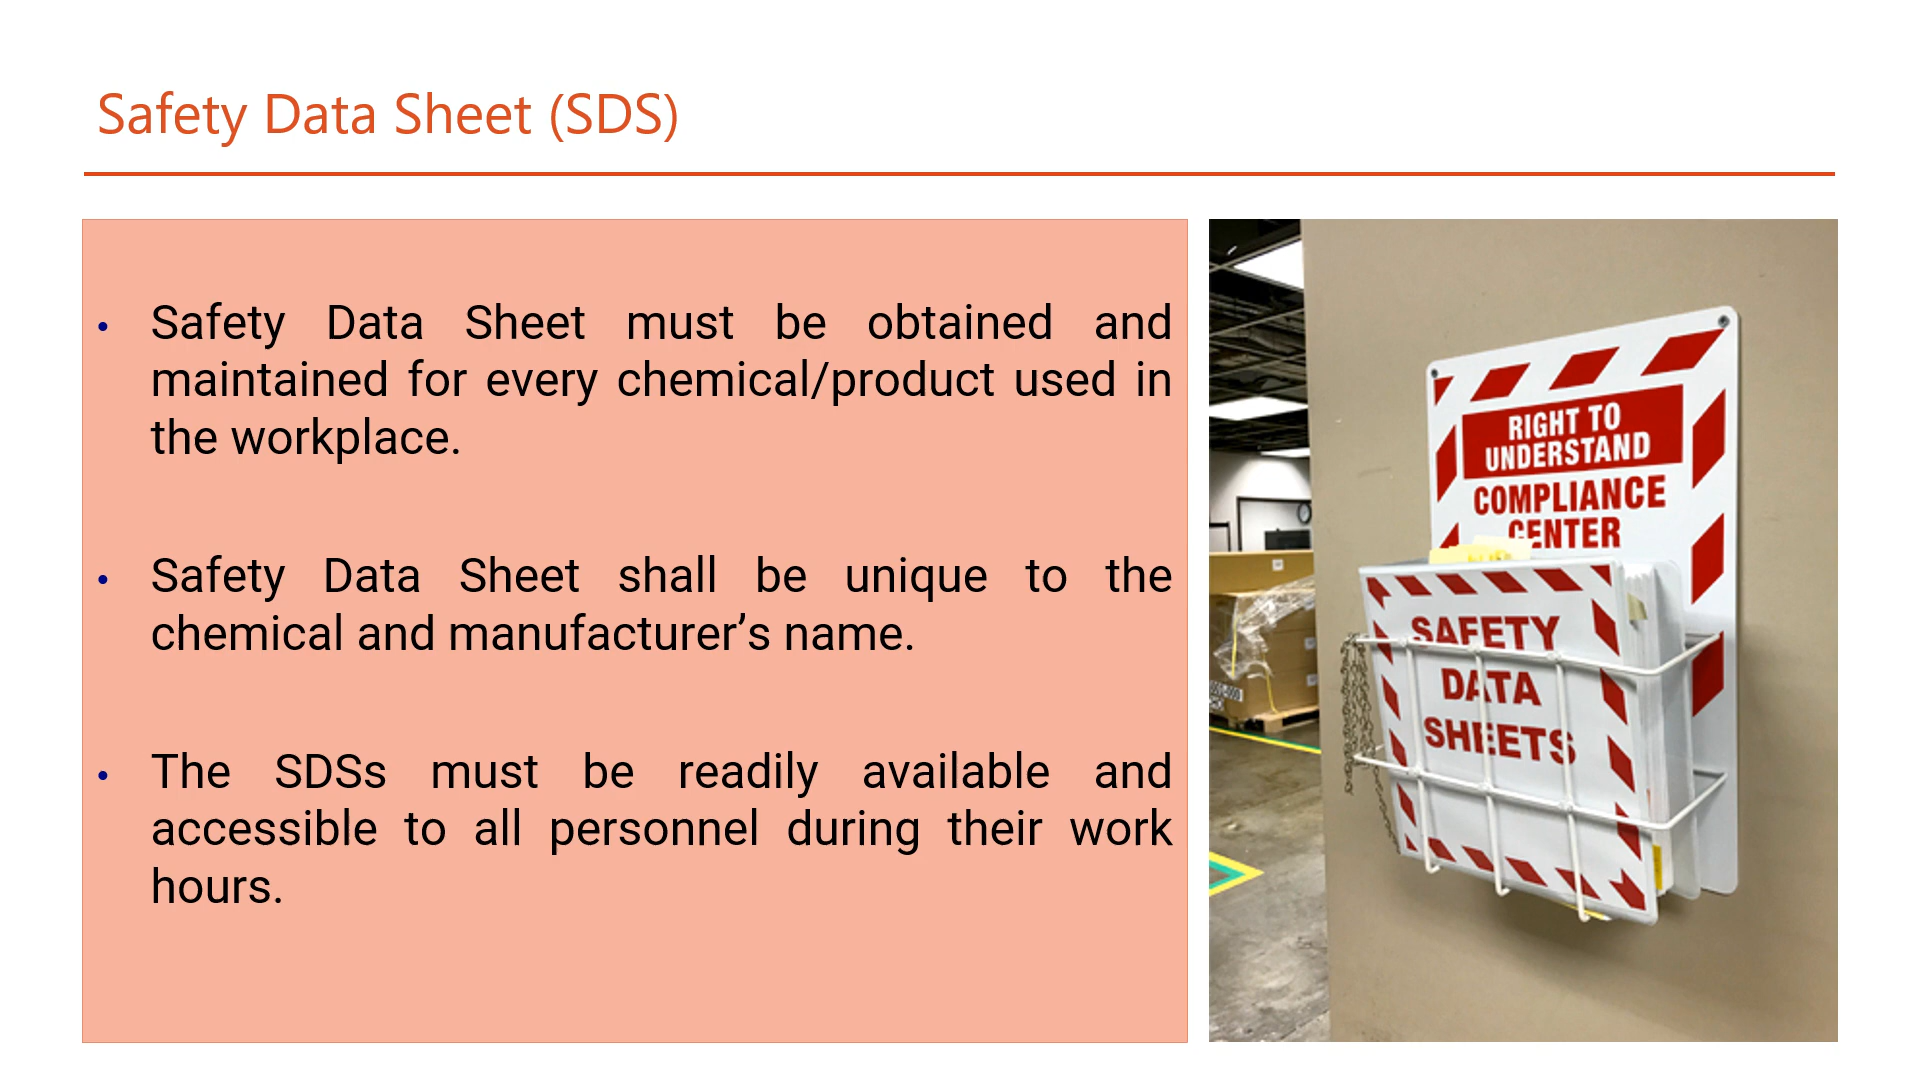 Safety Data Sheet (SDS)
• Safety Data Sheet must be obtained and
maintained for every chemical/product used in
the workplace.
• Safety Data Sheet shall be unique to the
chemical and manufacturer’s name.
• The SDSs must be readily available and
accessible to all personnel during their work
hours.
RIGHT TO
UNDERSTAND
COMPLIANCE
CENTER
SAFETY
DATA
SHEETS